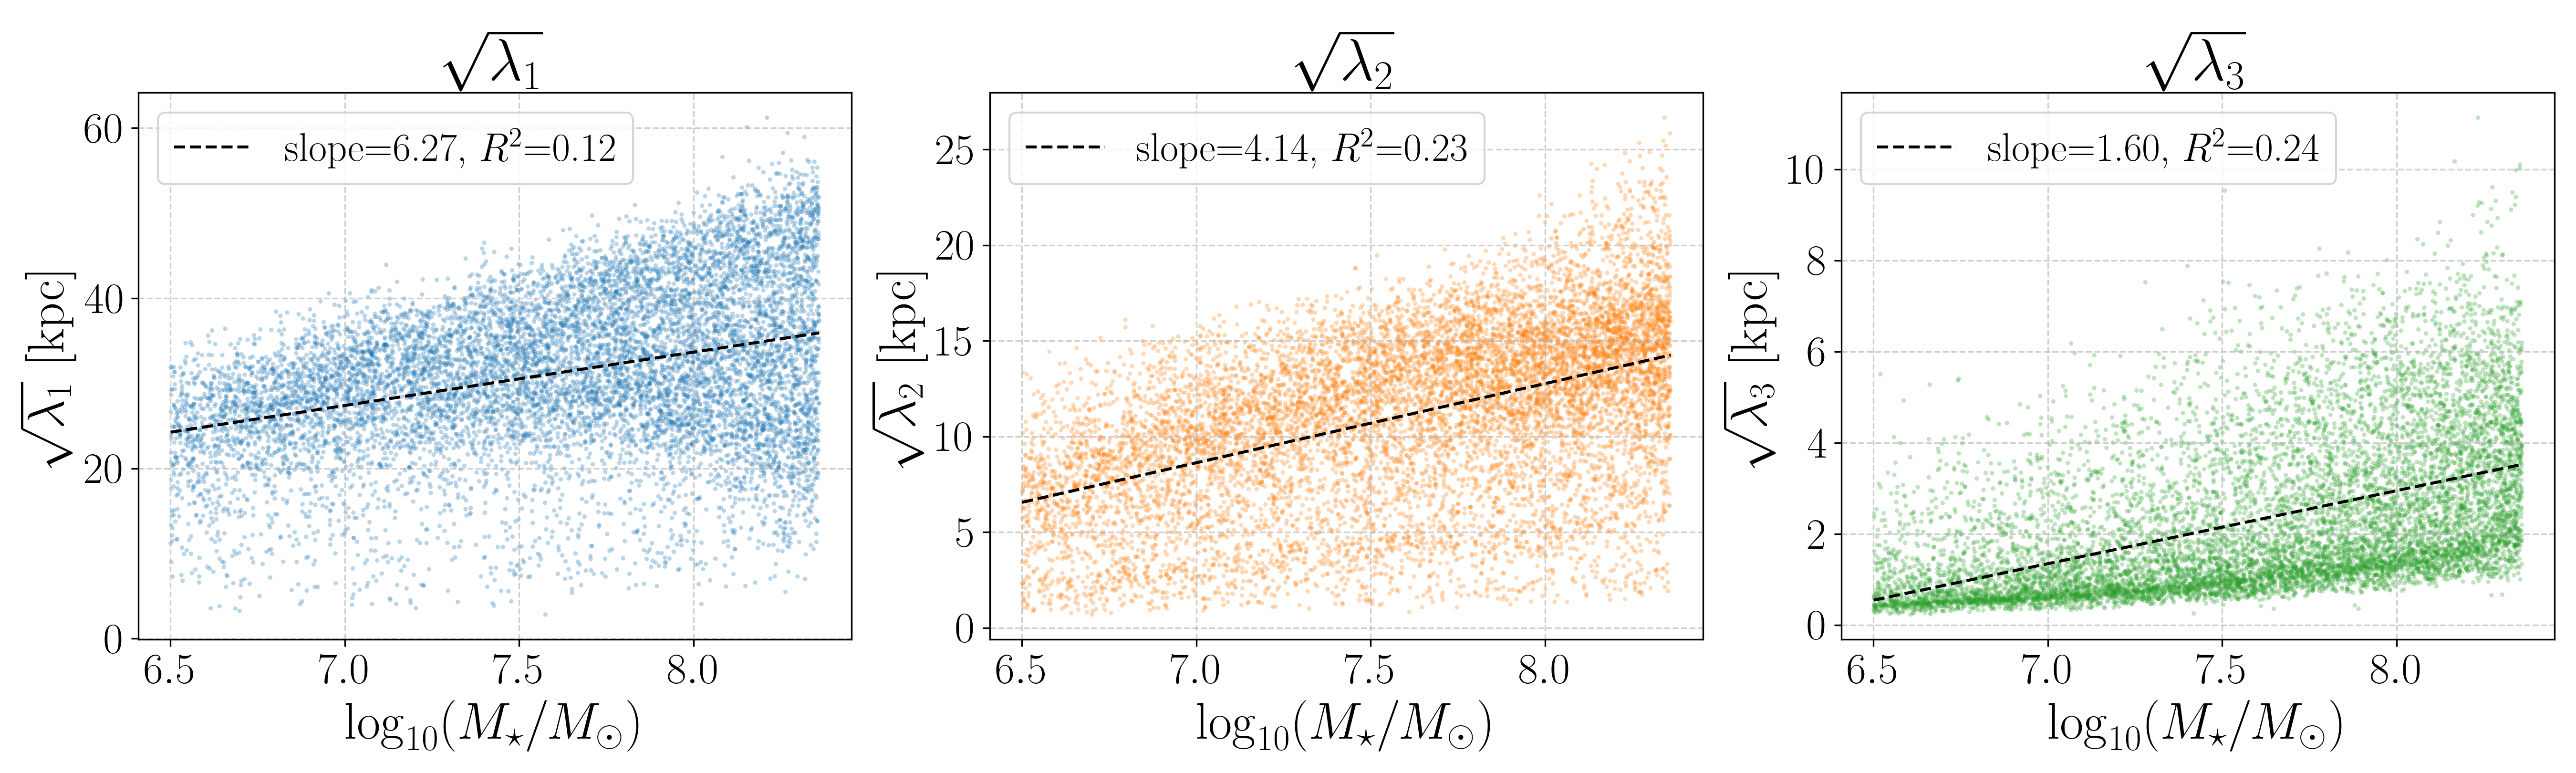 √λ₁
slope=6.27, R²=0.12
√λ₁ [kpc]
60
40
20
0
6.5 7.0 7.5 8.0
log₁₀(M⋆/M⊙)
√λ₂
slope=4.14, R²=0.23
√λ₂ [kpc]
25
20
15
10
5
0
6.5 7.0 7.5 8.0
log₁₀(M⋆/M⊙)
√λ₃
slope=1.60, R²=0.24
√λ₃ [kpc]
10
8
6
4
2
0
6.5 7.0 7.5 8.0
log₁₀(M⋆/M⊙)